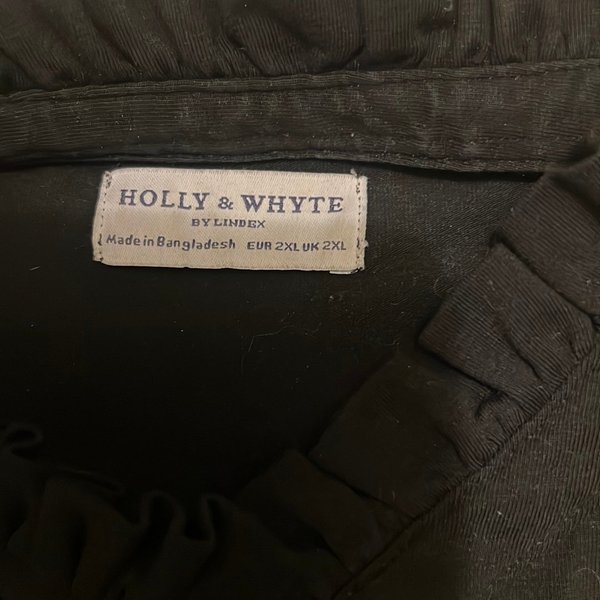 HOLLY & WHYTE
BY LINDEX
Made in Bangladesh EUR 2XL UK 2XL